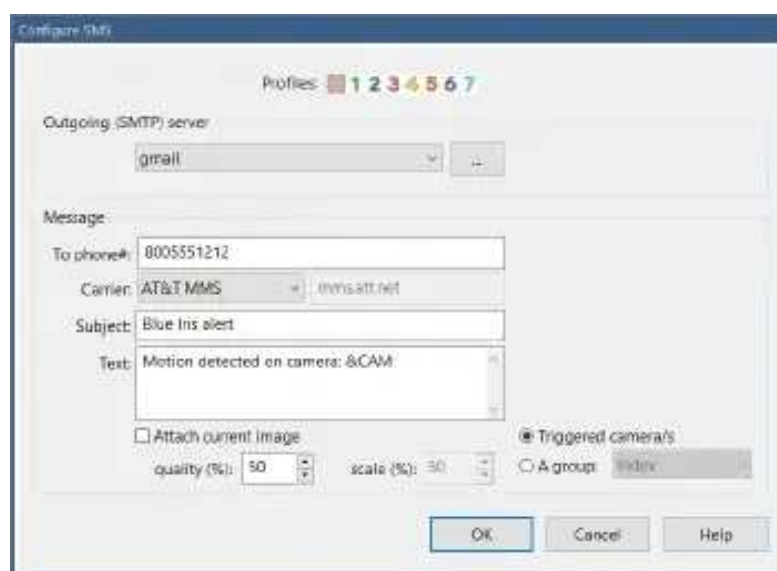 Configure SMS
Profiles: 1 2 3 4 5 6 7
Outgoing (SMTP) server
gmail ...
Message
To phone#: 8005551212
Carrier: AT&T MMS mms.att.net
Subject: Blue Iris alert
Text: Motion detected on camera: &CAM
Attach current image
Triggered camera/s
quality (%): 50 scale (%): 50
A group: Index
OK Cancel Help